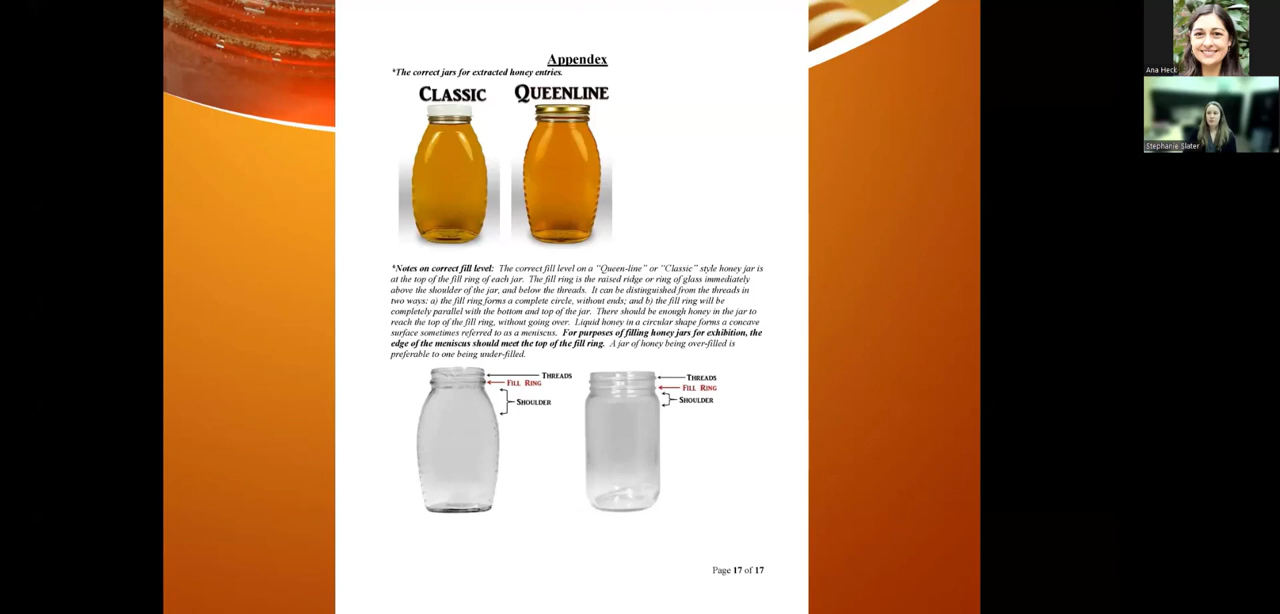 Appendex
*The correct jars for extracted honey entries.
CLASSIC QUEENLINE
*Notes on correct fill level: The correct fill level on a "Queen-line" or "Classic" style honey jar is
at the top of the fill ring of each jar. The fill ring is the raised ridge or ring of glass immediately
above the shoulder of the jar, and below the threads. It can be distinguished from the threads in
two ways: a) the fill ring forms a complete circle, without ends; and b) the fill ring will be
completely parallel with the bottom and top of the jar. There should be enough honey in the jar to
reach the top of the fill ring, without going over. Liquid honey in a circular shape forms a concave
surface sometimes referred to as a meniscus. For purposes of filling honey jars for exhibition, the
edge of the meniscus should meet the top of the fill ring. A jar of honey being over-filled is
preferable to one being under-filled.
THREADS
FILL RING
SHOULDER
THREADS
FILL RING
SHOULDER
Page 17 of 17
Ana Heck
Stephanie Slater